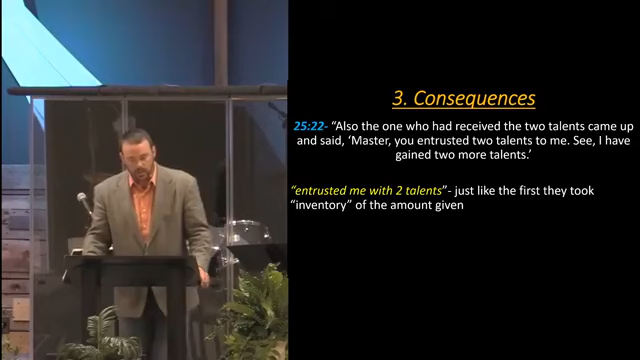 3. Consequences
25:22- “Also the one who had received the two talents came up
and said, ‘Master, you entrusted two talents to me. See, I have
gained two more talents.’
“entrusted me with 2 talents”- just like the first they took
“inventory” of the amount given